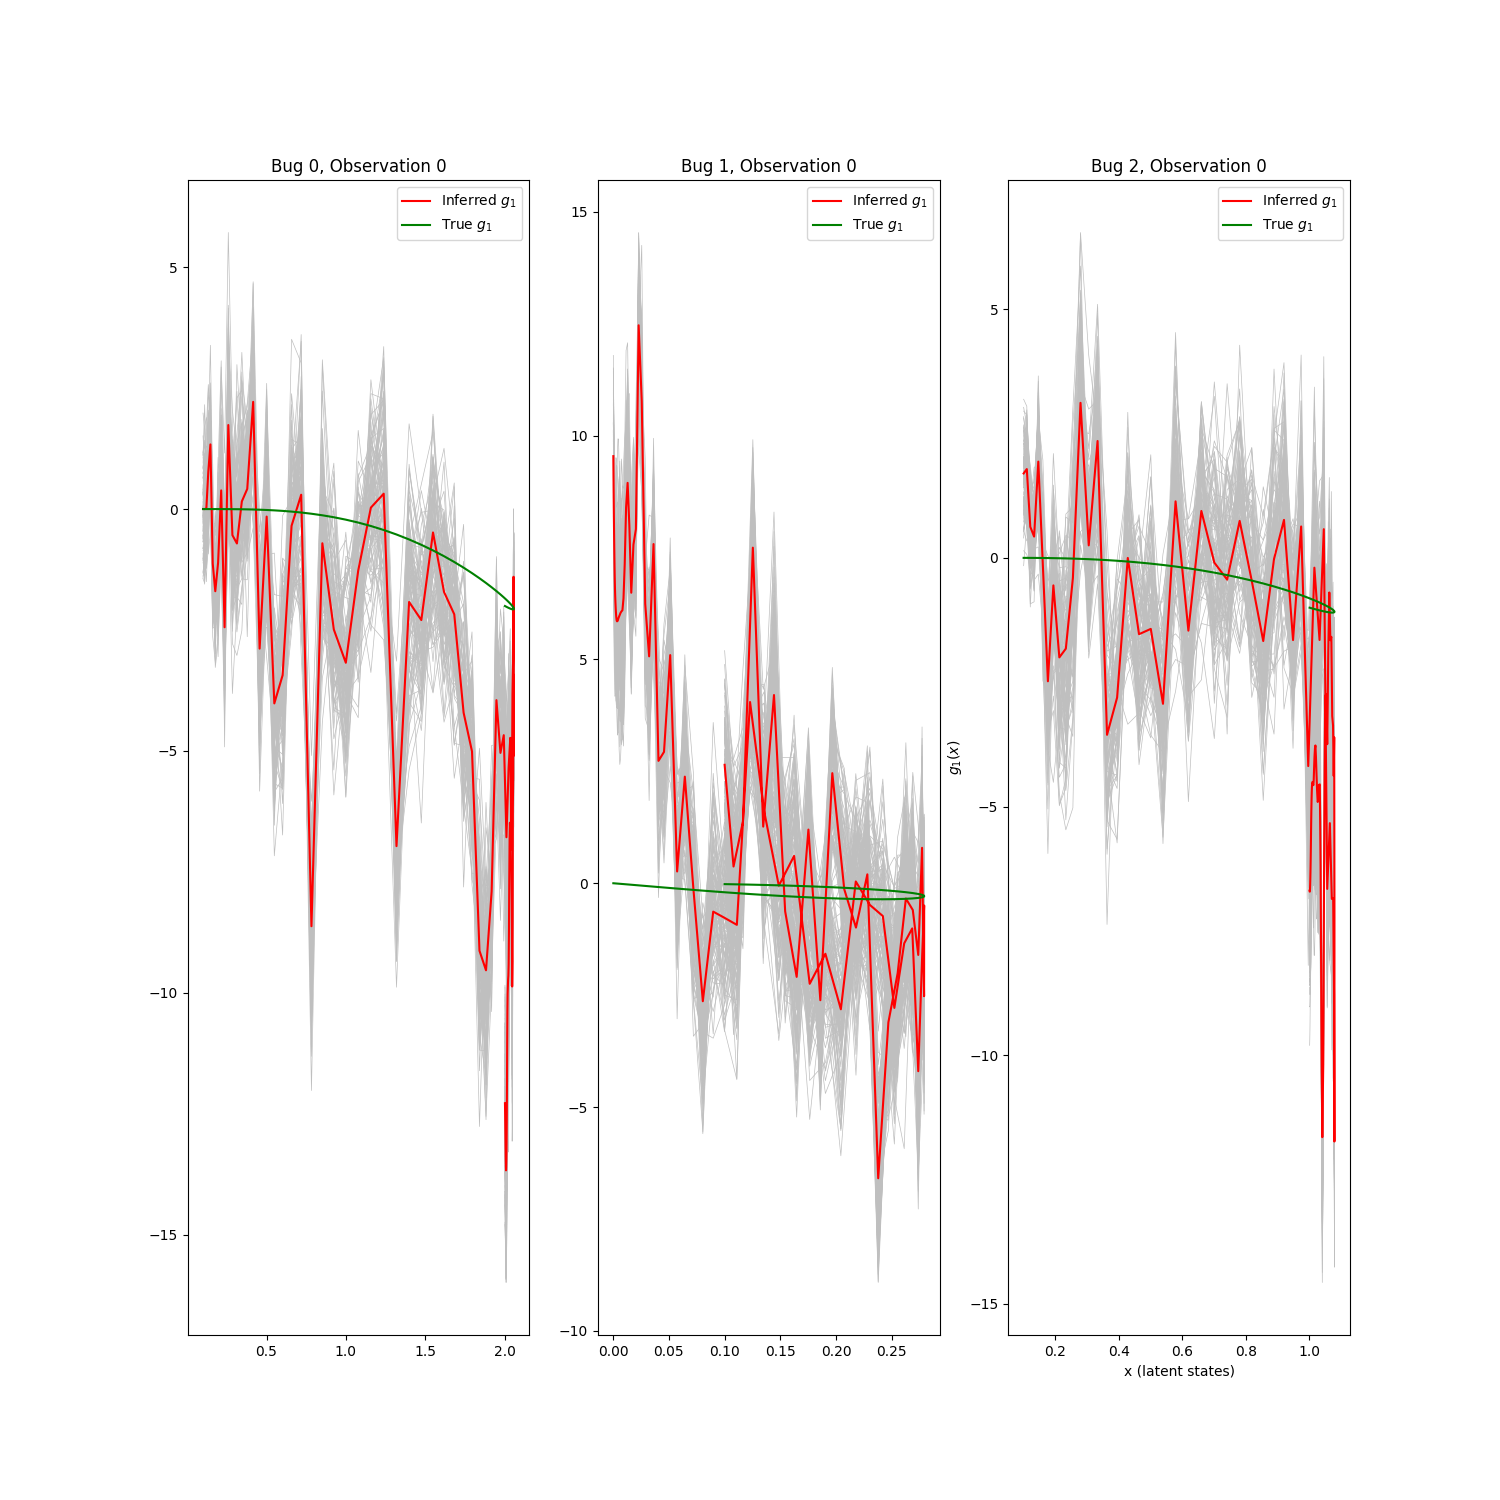 Bug 0, Observation 0
Inferred g₁
True g₁
5
0
−5
−10
−15
0.5 1.0 1.5 2.0
Bug 1, Observation 0
Inferred g₁
True g₁
15
10
5
0
−5
−10
0.00 0.05 0.10 0.15 0.20 0.25
Bug 2, Observation 0
Inferred g₁
True g₁
g₁(x)
5
0
−5
−10
−15
0.2 0.4 0.6 0.8 1.0
x (latent states)